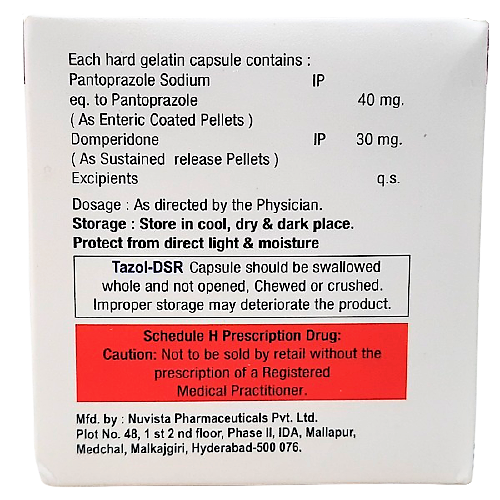 Each hard gelatin capsule contains :
Pantoprazole Sodium IP
eq. to Pantoprazole 40 mg.
( As Enteric Coated Pellets )
Domperidone IP 30 mg.
( As Sustained release Pellets )
Excipients q.s.
Dosage : As directed by the Physician.
Storage : Store in cool, dry & dark place.
Protect from direct light & moisture
Tazol-DSR Capsule should be swallowed
whole and not opened, Chewed or crushed.
Improper storage may deteriorate the product.
Schedule H Prescription Drug:
Caution: Not to be sold by retail without the
prescription of a Registered
Medical Practitioner.
Mfd. by : Nuvista Pharmaceuticals Pvt. Ltd.
Plot No. 48, 1 st 2 nd floor, Phase II, IDA, Mallapur,
Medchal, Malkajgiri, Hyderabad-500 076.